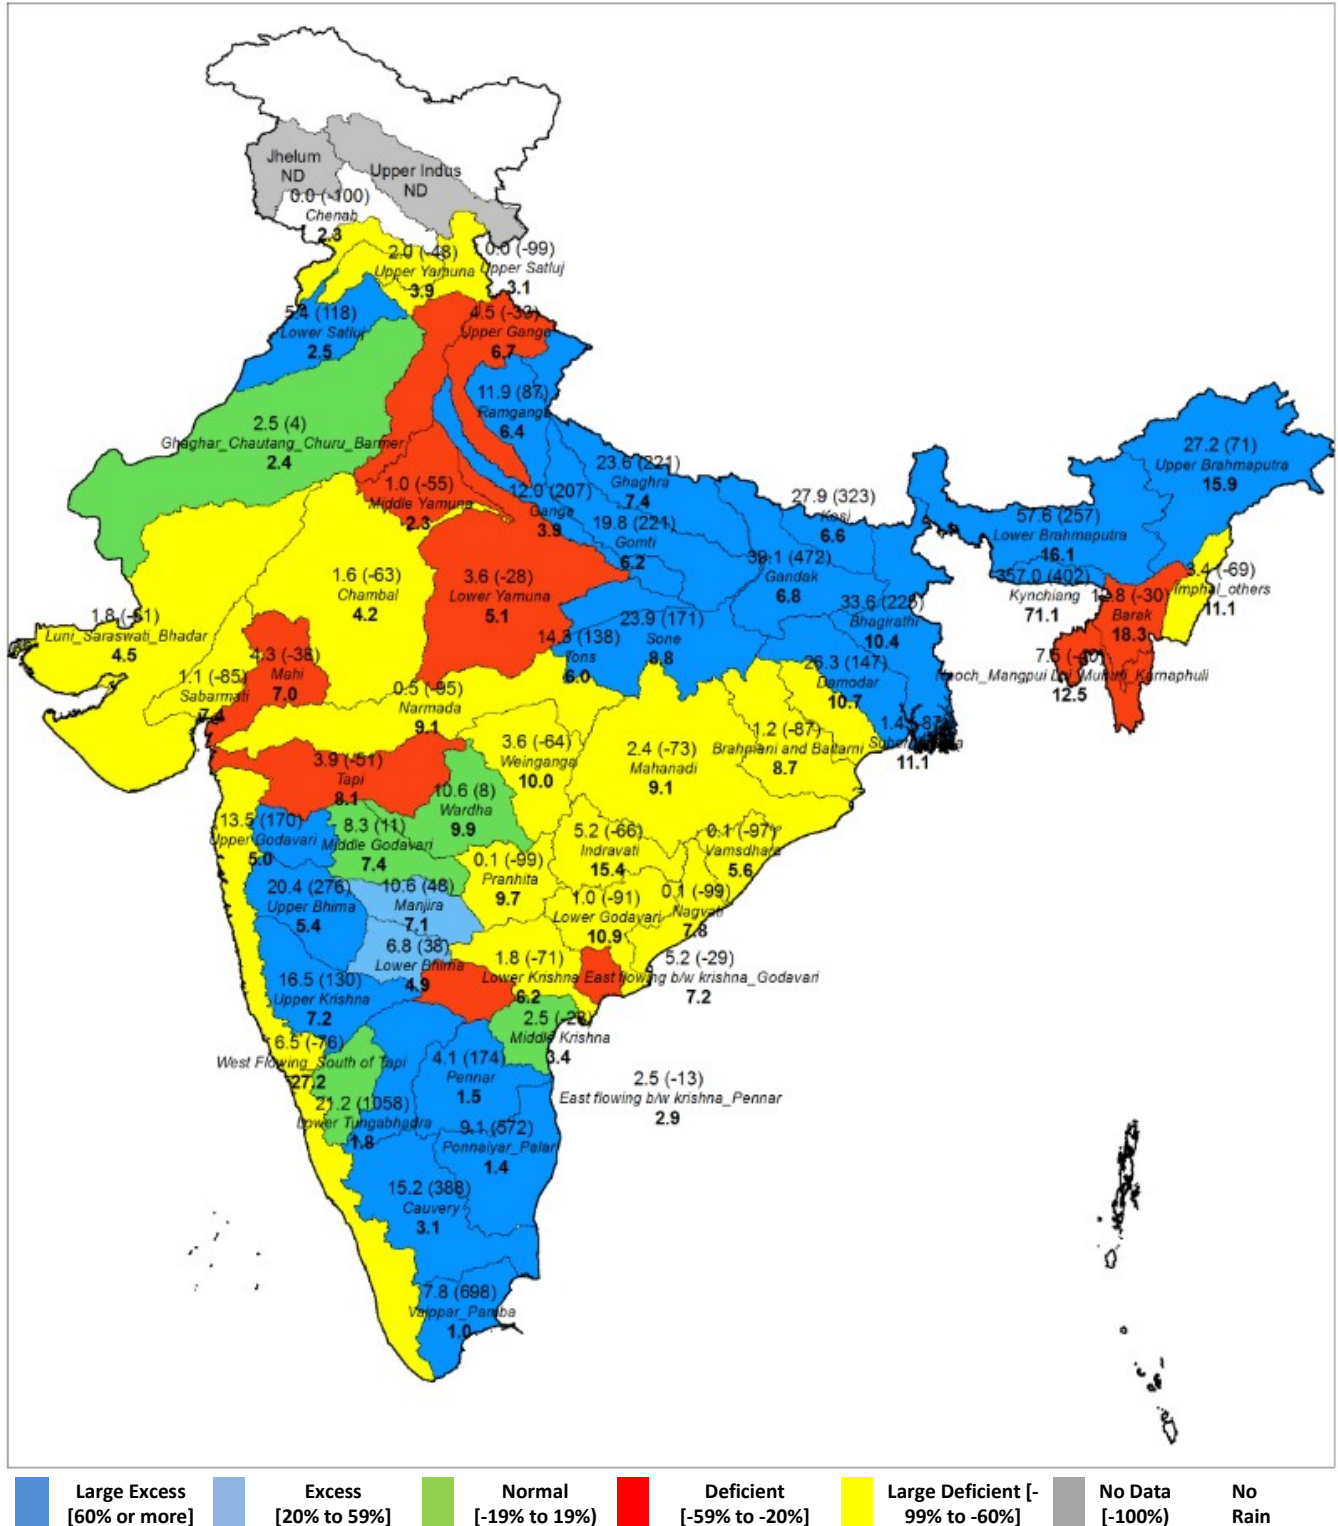 Jhelum
ND
Upper Indus
ND
0.0 (-100)
Chenab
2.3
2.0 (-48)
Upper Yamuna
3.9
0.0 (-99)
Upper Satluj
3.1
5.4 (118)
Lower Satluj
2.5
4.5 (-33)
Upper Gange
6.7
11.9 (87)
Ramganga
6.4
2.5 (4)
Ghaghar_Chautang_Churu_Barmer
2.4
27.2 (71)
Upper Brahmaputra
15.9
23.6 (221)
Ghaghra
7.4
1.0 (-55)
Middle Yamuna
2.3
12.0 (207)
Gange
3.9
27.9 (323)
Kosi
6.6
57.6 (257)
Lower Brahmaputra
16.1
19.8 (221)
Gomti
6.2
39.1 (472)
Gandak
6.8
357.0 (402)
Kynchiang
71.1
3.4 (-69)
Imphal_others
11.1
1.6 (-63)
Chambal
4.2
3.6 (-28)
Lower Yamuna
5.1
33.6 (223)
Bhagirathi
10.4
(-30)
Barak
18.3
Luni_Saraswati_Bhadar
4.5
14.3 (138)
Tons
6.0
23.9 (171)
Sone
8.8
4.3 (-38)
Mahi
7.0
26.3 (147)
Damodar
10.7
12.5
1.1 (-85)
Sabarmati
7.4
0.5 (-95)
Narmada
9.1
11.1
3.6 (-64)
Weinganga
10.0
2.4 (-73)
Mahanadi
9.1
1.2 (-87)
Brahmani and Baitarni
8.7
3.9 (-51)
Tapi
8.1
10.6 (8)
Wardha
9.9
13.5 (170)
Upper Godavari
5.0
8.3 (11)
Middle Godavari
7.4
5.2 (-66)
Indravati
15.4
0.1 (-97)
Vamsdhara
5.6
0.1 (-99)
Pranhita
9.7
20.4 (276)
Upper Bhima
5.4
10.6 (48)
Manjira
7.1
1.0 (-91)
Lower Godavari
10.9
0.1 (-99)
Nagvati
7.8
6.8 (38)
Lower Bhima
4.9
1.8 (-71)
Lower Krishna
6.2
5.2 (-29)
East flowing b/w krishna_Godavari
7.2
16.5 (130)
Upper Krishna
7.2
2.5 (-28)
Middle Krishna
3.4
6.5 (-76)
West Flowing_South of Tapi
27.2
4.1 (174)
Pennar
1.5
2.5 (-13)
East flowing b/w krishna_Pennar
2.9
21.2 (1058)
Lower Tungabhadra
1.8
9.1 (572)
Ponnaiyar_Palar
1.4
15.2 (388)
Cauvery
3.1
7.8 (698)
Vaippar_Pamba
1.0
Large Excess Excess Normal Deficient Large Deficient [- No Data No
[60% or more] [20% to 59%] [-19% to 19%) [-59% to -20%] 99% to -60%] [-100%) Rain